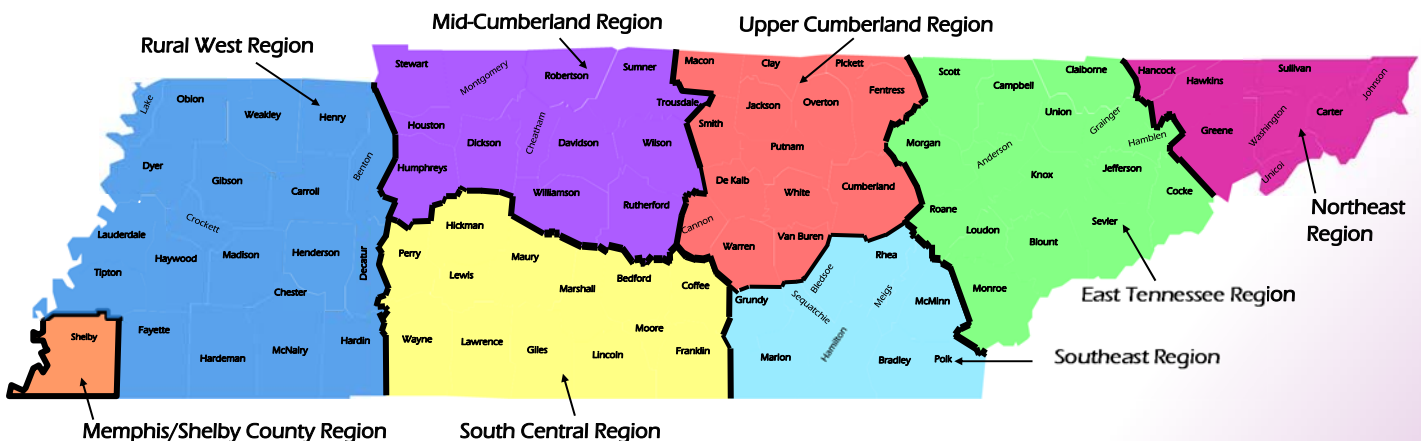 Rural West Region
Mid-Cumberland Region
Upper Cumberland Region
Lake
Obion
Weakley
Henry
Dyer
Gibson
Carroll
Benton
Crockett
Lauderdale
Haywood
Madison
Henderson
Decatur
Tipton
Chester
Fayette
Hardeman
McNairy
Hardin
Shelby
Stewart
Montgomery
Robertson
Sumner
Trousdale
Houston
Dickson
Cheatham
Davidson
Wilson
Humphreys
Williamson
Rutherford
Hickman
Perry
Lewis
Maury
Marshall
Bedford
Coffee
Wayne
Lawrence
Giles
Lincoln
Moore
Franklin
Macon
Clay
Pickett
Fentress
Jackson
Overton
Smith
Putnam
De Kalb
White
Cumberland
Cannon
Warren
Van Buren
Rhea
Bledsoe
Grundy
Sequatchie
Meigs
McMinn
Marion
Hamilton
Bradley
Polk
Scott
Campbell
Claiborne
Union
Grainger
Hamblen
Morgan
Anderson
Knox
Jefferson
Cocke
Roane
Loudon
Blount
Sevier
Monroe
Hancock
Hawkins
Sullivan
Johnson
Greene
Washington
Carter
Unicoi
Northeast
Region
East Tennessee Region
Southeast Region
Memphis/Shelby County Region
South Central Region